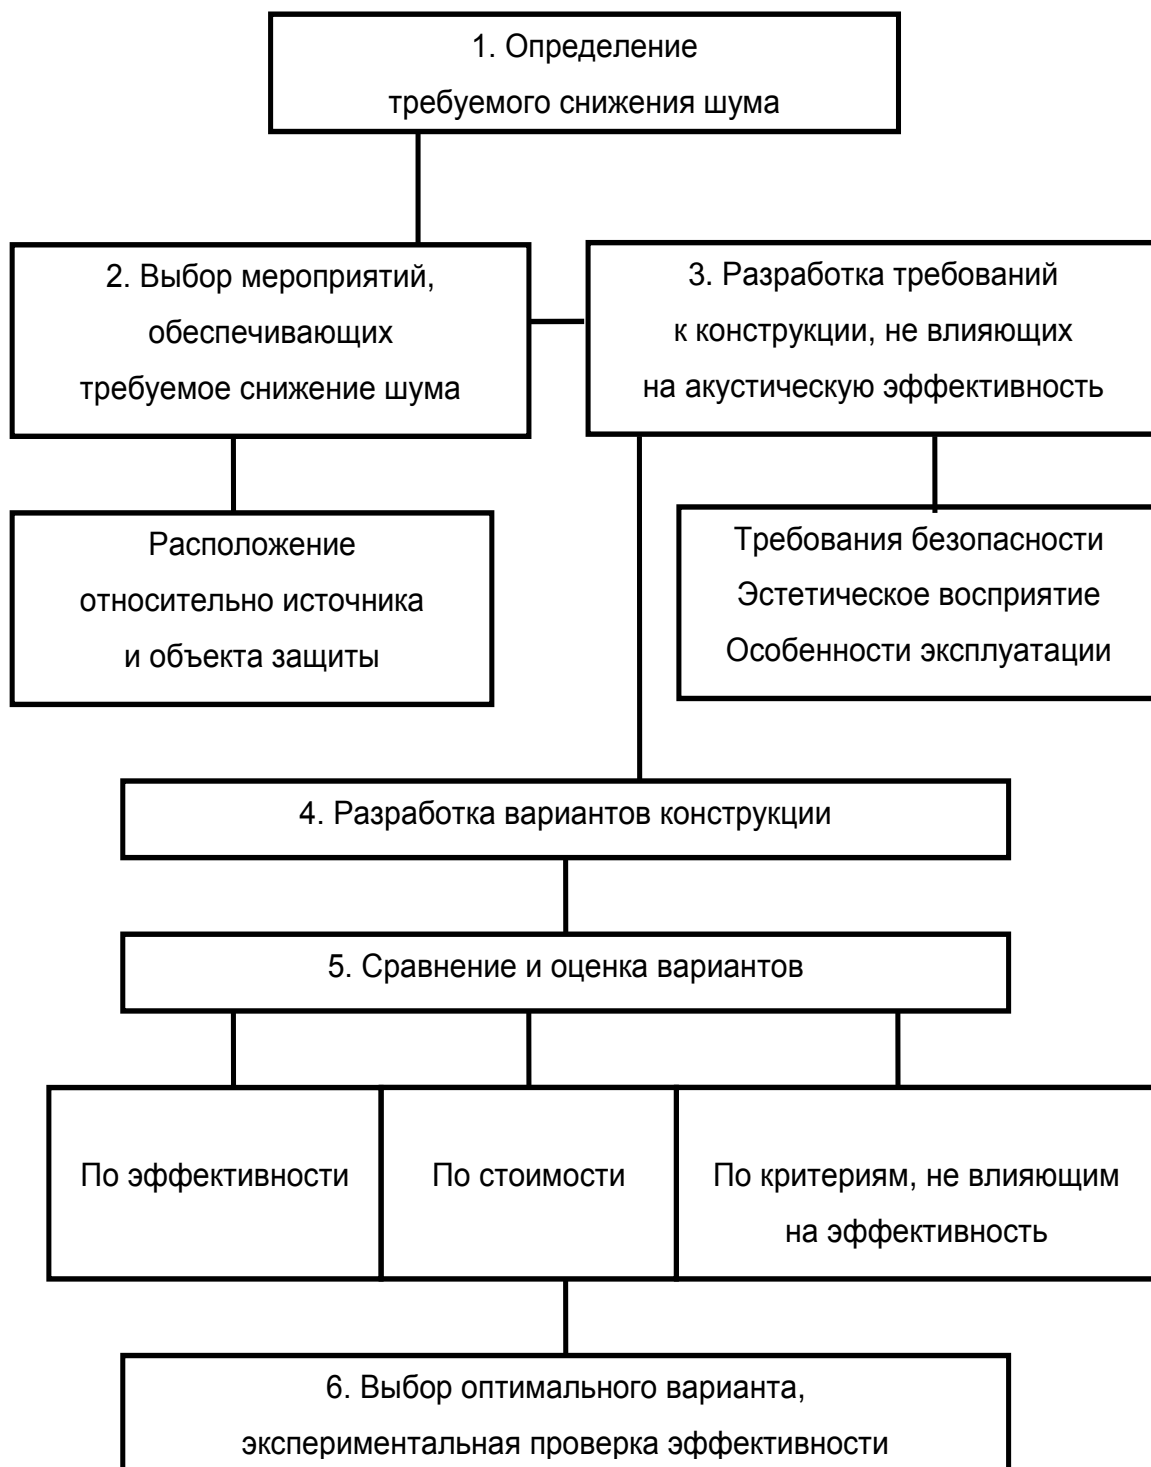 1. Определение
требуемого снижения шума
2. Выбор мероприятий,
обеспечивающих
требуемое снижение шума
3. Разработка требований
к конструкции, не влияющих
на акустическую эффективность
Расположение
относительно источника
и объекта защиты
Требования безопасности
Эстетическое восприятие
Особенности эксплуатации
4. Разработка вариантов конструкции
5. Сравнение и оценка вариантов
По эффективности
По стоимости
По критериям, не влияющим
на эффективность
6. Выбор оптимального варианта,
экспериментальная проверка эффективности